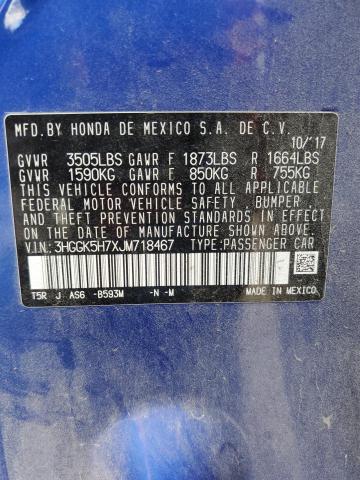 MFD.BY HONDA DE MEXICO S.A. DE C.V.
10/'17
GVWR 3505LBS GAWR F 1873LBS R 1664LBS
GVWR 1590KG GAWR F 850KG R 755KG
THIS VEHICLE CONFORMS TO ALL APPLICABLE
FEDERAL MOTOR VEHICLE SAFETY , BUMPER ,
AND THEFT PREVENTION STANDARDS IN EFFECT
ON THE DATE OF MANUFACTURE SHOWN ABOVE.
V.I.N: 3HGGK5H7XJM718467 TYPE:PASSENGER CAR
T5R J AS6 -B593M -N -M
MADE IN MEXICO